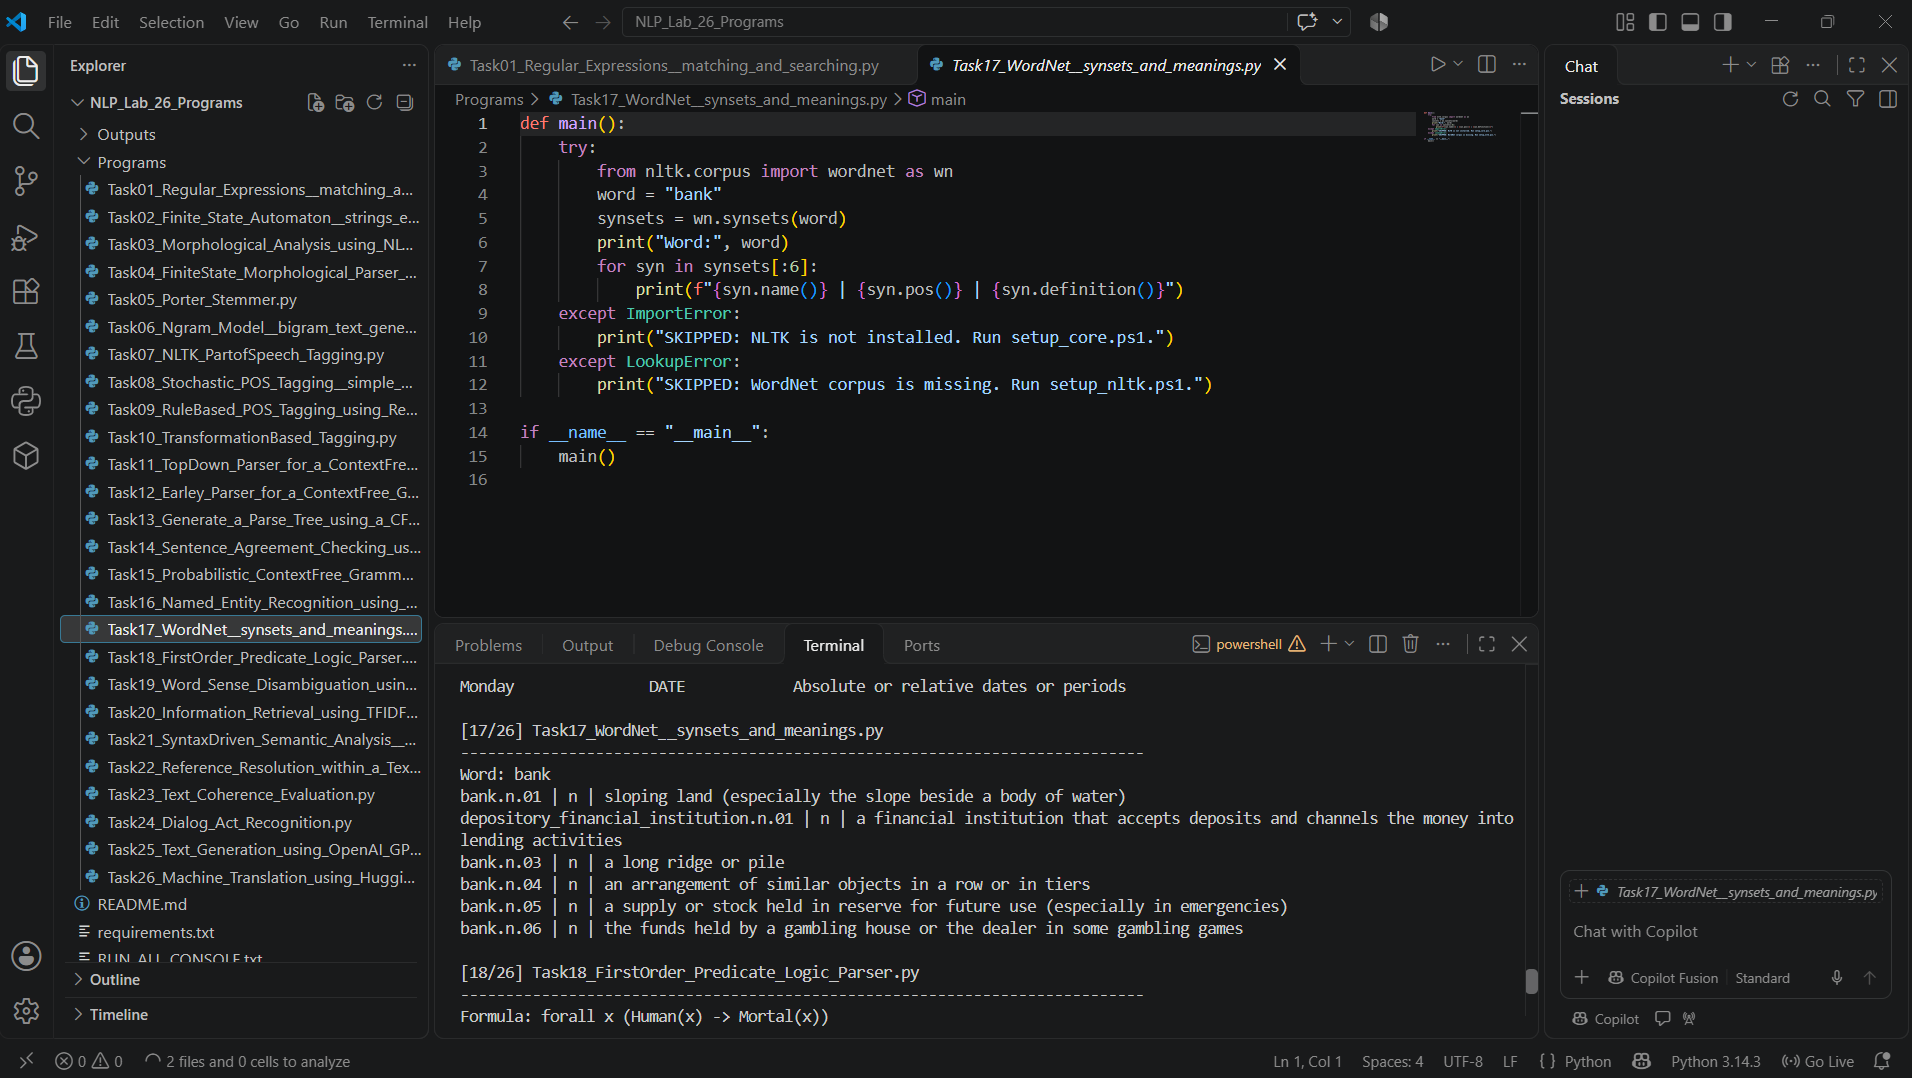 File Edit Selection View Go Run Terminal Help
NLP_Lab_26_Programs
Explorer
NLP_Lab_26_Programs
Outputs
Programs
Task01_Regular_Expressions__matching_a...
Task02_Finite_State_Automaton__strings_e...
Task03_Morphological_Analysis_using_NL...
Task04_FiniteState_Morphological_Parser_...
Task05_Porter_Stemmer.py
Task06_Ngram_Model__bigram_text_gene...
Task07_NLTK_PartofSpeech_Tagging.py
Task08_Stochastic_POS_Tagging__simple_...
Task09_RuleBased_POS_Tagging_using_Re...
Task10_TransformationBased_Tagging.py
Task11_TopDown_Parser_for_a_ContextFre...
Task12_Earley_Parser_for_a_ContextFree_G...
Task13_Generate_a_Parse_Tree_using_a_CF...
Task14_Sentence_Agreement_Checking_us...
Task15_Probabilistic_ContextFree_Gramm...
Task16_Named_Entity_Recognition_using_...
Task17_WordNet__synsets_and_meanings....
Task18_FirstOrder_Predicate_Logic_Parser....
Task19_Word_Sense_Disambiguation_usin...
Task20_Information_Retrieval_using_TFIDF...
Task21_SyntaxDriven_Semantic_Analysis__...
Task22_Reference_Resolution_within_a_Tex...
Task23_Text_Coherence_Evaluation.py
Task24_Dialog_Act_Recognition.py
Task25_Text_Generation_using_OpenAI_GP...
Task26_Machine_Translation_using_Huggi...
README.md
requirements.txt
RUN_ALL_CONSOLE.txt
Outline
Timeline
Task01_Regular_Expressions__matching_and_searching.py Task17_WordNet__synsets_and_meanings.py
Programs > Task17_WordNet__synsets_and_meanings.py > main
1 def main():
2 try:
3 from nltk.corpus import wordnet as wn
4 word = "bank"
5 synsets = wn.synsets(word)
6 print("Word:", word)
7 for syn in synsets[:6]:
8 print(f"{syn.name()} | {syn.pos()} | {syn.definition()}")
9 except ImportError:
10 print("SKIPPED: NLTK is not installed. Run setup_core.ps1.")
11 except LookupError:
12 print("SKIPPED: WordNet corpus is missing. Run setup_nltk.ps1.")
13
14 if __name__ == "__main__":
15 main()
16
Problems Output Debug Console Terminal Ports powershell
Monday DATE Absolute or relative dates or periods
[17/26] Task17_WordNet__synsets_and_meanings.py
----------------------------------------------------------------------------
Word: bank
bank.n.01 | n | sloping land (especially the slope beside a body of water)
depository_financial_institution.n.01 | n | a financial institution that accepts deposits and channels the money into
lending activities
bank.n.03 | n | a long ridge or pile
bank.n.04 | n | an arrangement of similar objects in a row or in tiers
bank.n.05 | n | a supply or stock held in reserve for future use (especially in emergencies)
bank.n.06 | n | the funds held by a gambling house or the dealer in some gambling games
[18/26] Task18_FirstOrder_Predicate_Logic_Parser.py
----------------------------------------------------------------------------
Formula: forall x (Human(x) -> Mortal(x))
Chat
Sessions
Task17_WordNet__synsets_and_meanings.py
Chat with Copilot
Copilot Fusion Standard
Copilot
0 0 2 files and 0 cells to analyze
Ln 1, Col 1 Spaces: 4 UTF-8 LF { } Python Python 3.14.3 Go Live